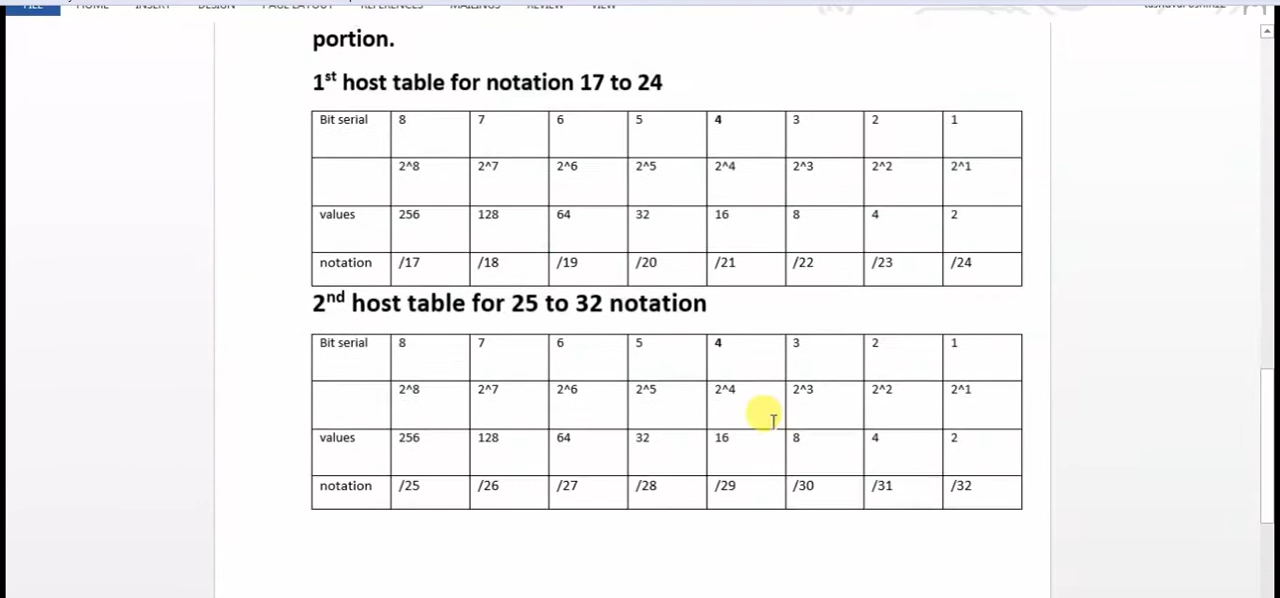 portion.
1st host table for notation 17 to 24
Bit serial 8 7 6 5 4 3 2 1
2^8 2^7 2^6 2^5 2^4 2^3 2^2 2^1
values 256 128 64 32 16 8 4 2
notation /17 /18 /19 /20 /21 /22 /23 /24
2nd host table for 25 to 32 notation
Bit serial 8 7 6 5 4 3 2 1
2^8 2^7 2^6 2^5 2^4 2^3 2^2 2^1
values 256 128 64 32 16 8 4 2
notation /25 /26 /27 /28 /29 /30 /31 /32